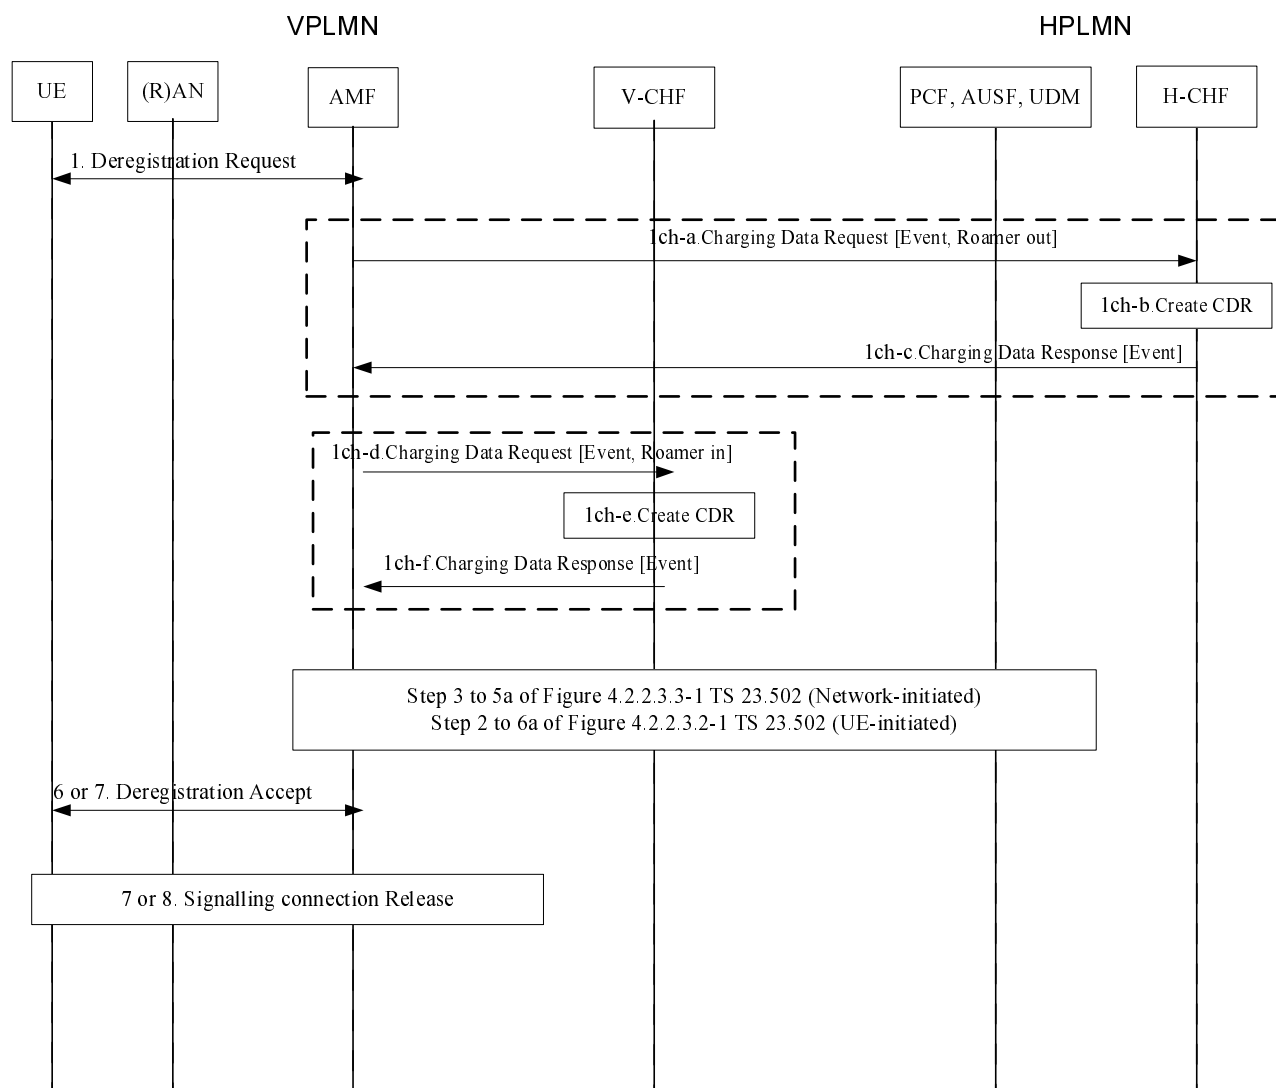 VPLMN
HPLMN
UE
(R)AN
AMF
V-CHF
PCF, AUSF, UDM
H-CHF
1. Deregistration Request
1ch-a.Charging Data Request [Event, Roamer out]
1ch-b.Create CDR
1ch-c.Charging Data Response [Event]
1ch-d.Charging Data Request [Event, Roamer in]
1ch-e.Create CDR
1ch-f.Charging Data Response [Event]
Step 3 to 5a of Figure 4.2.2.3.3-1 TS 23.502 (Network-initiated)
Step 2 to 6a of Figure 4.2.2.3.2-1 TS 23.502 (UE-initiated)
6 or 7. Deregistration Accept
7 or 8. Signalling connection Release